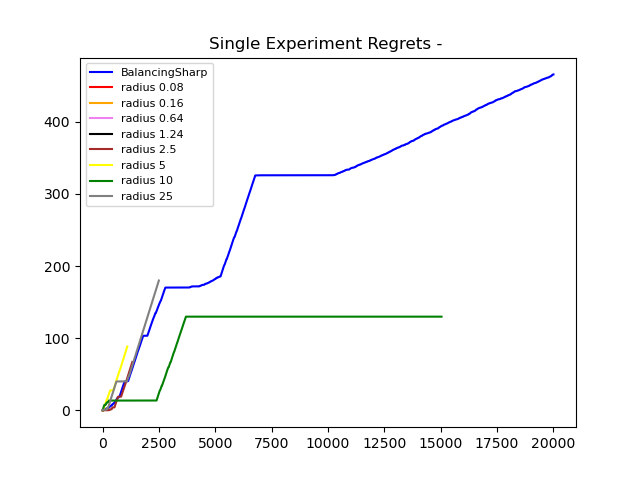 Single Experiment Regrets -
BalancingSharp
radius 0.08
radius 0.16
radius 0.64
radius 1.24
radius 2.5
radius 5
radius 10
radius 25
400
300
200
100
0
0 2500 5000 7500 10000 12500 15000 17500 20000